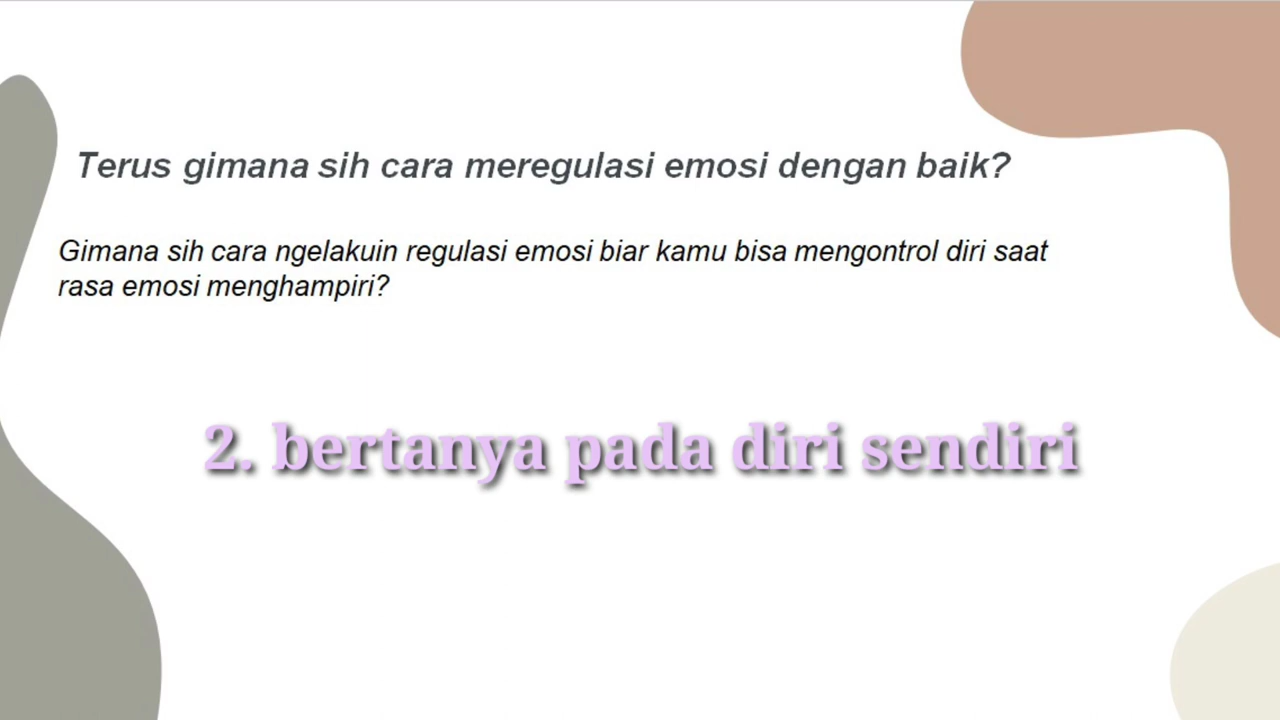 Terus gimana sih cara meregulasi emosi dengan baik?
Gimana sih cara ngelakuin regulasi emosi biar kamu bisa mengontrol diri saat
rasa emosi menghampiri?
2. bertanya pada diri sendiri